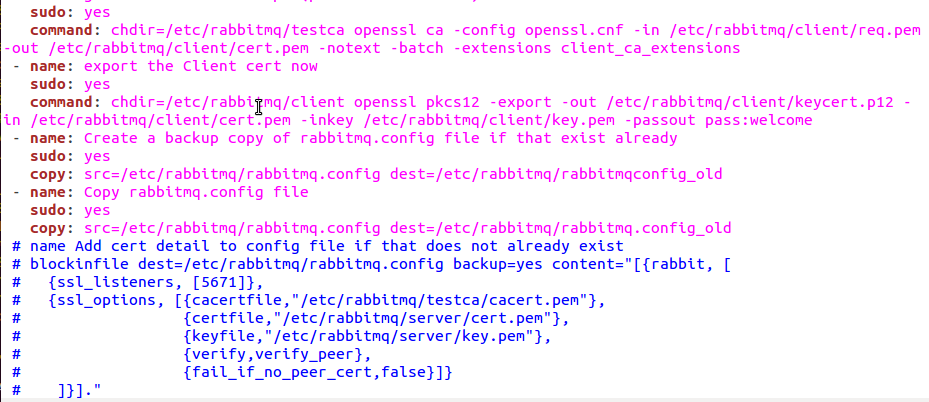 sudo: yes
command: chdir=/etc/rabbitmq/testca openssl ca -config openssl.cnf -in /etc/rabbitmq/client/req.pem
-out /etc/rabbitmq/client/cert.pem -notext -batch -extensions client_ca_extensions
- name: export the Client cert now
sudo: yes
command: chdir=/etc/rabbitmq/client openssl pkcs12 -export -out /etc/rabbitmq/client/keycert.p12 -
in /etc/rabbitmq/client/cert.pem -inkey /etc/rabbitmq/client/key.pem -passout pass:welcome
- name: Create a backup copy of rabbitmq.config file if that exist already
sudo: yes
copy: src=/etc/rabbitmq/rabbitmq.config dest=/etc/rabbitmq/rabbitmqconfig_old
- name: Copy rabbitmq.config file
sudo: yes
copy: src=/etc/rabbitmq/rabbitmq.config dest=/etc/rabbitmq/rabbitmq.config_old
# name Add cert detail to config file if that does not already exist
# blockinfile dest=/etc/rabbitmq/rabbitmq.config backup=yes content="[{rabbit, [
#   {ssl_listeners, [5671]},
#   {ssl_options, [{cacertfile,"/etc/rabbitmq/testca/cacert.pem"},
#                  {certfile,"/etc/rabbitmq/server/cert.pem"},
#                  {keyfile,"/etc/rabbitmq/server/key.pem"},
#                  {verify,verify_peer},
#                  {fail_if_no_peer_cert,false}]}
#    ]}]."